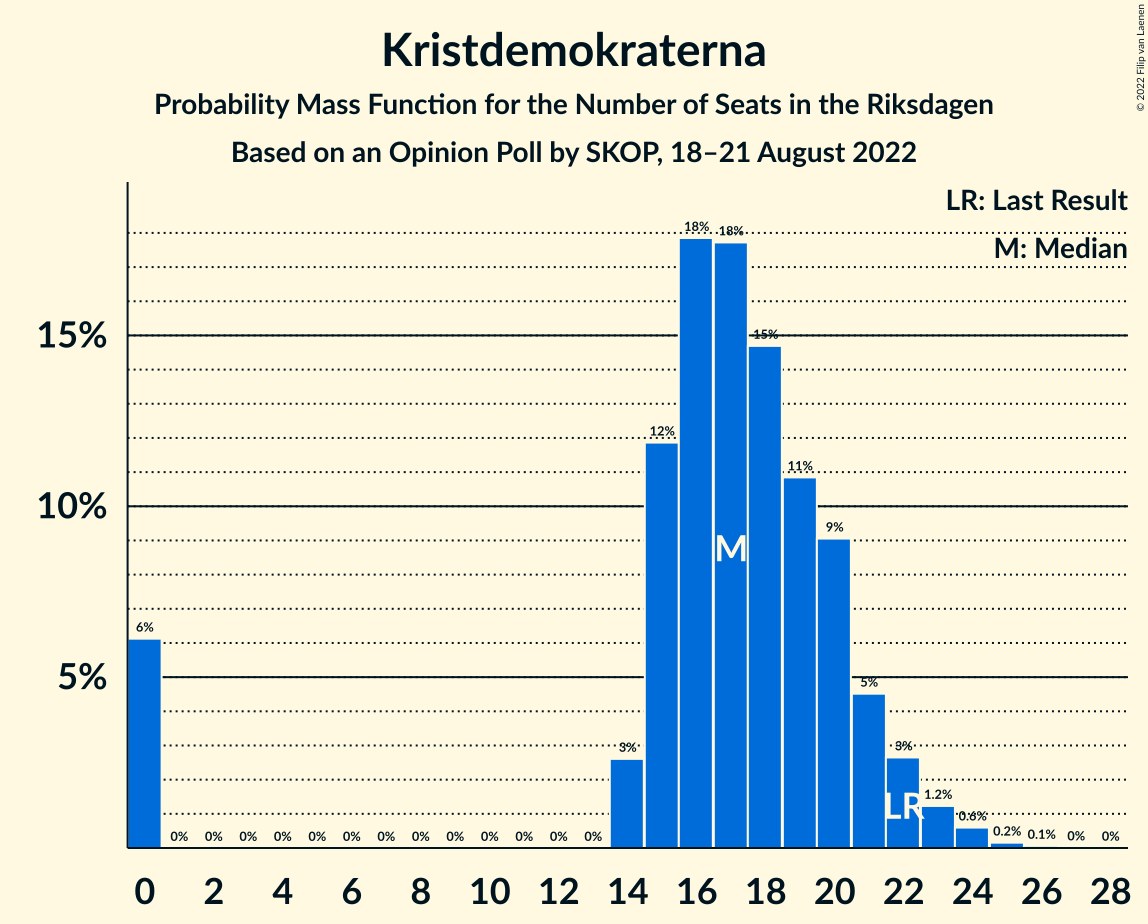 © 2022 Filip van Laenen
Kristdemokraterna
Probability Mass Function for the Number of Seats in the Riksdagen
Based on an Opinion Poll by SKOP, 18–21 August 2022
LR: Last Result
M: Median
15%
10%
5%
6%
0% 0% 0% 0% 0% 0% 0% 0% 0% 0% 0% 0% 0%
3%
12%
18%
18%
15%
11%
9%
5%
3%
1.2%
0.6%
0.2%
0.1%
0%
0%
M
LR
0 2 4 6 8 10 12 14 16 18 20 22 24 26 28